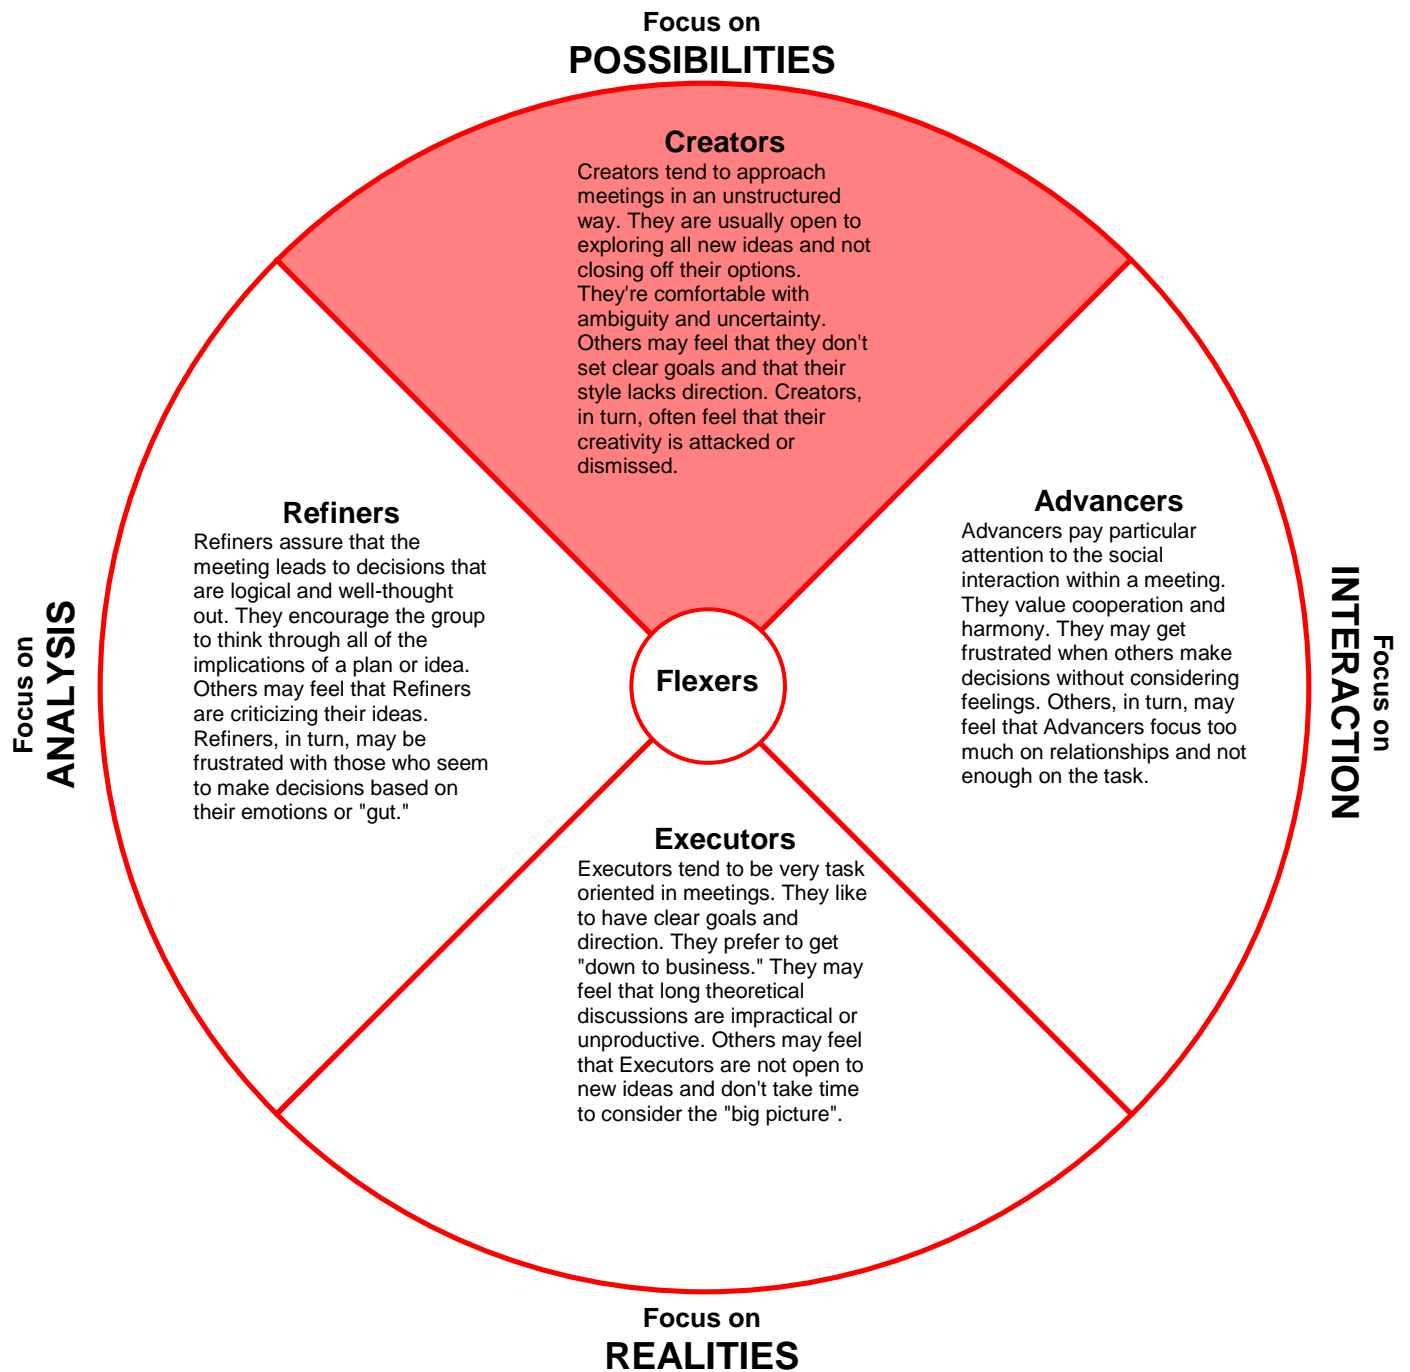 Focus on
POSSIBILITIES
Creators
Creators tend to approach
meetings in an unstructured
way. They are usually open to
exploring all new ideas and not
closing off their options.
They're comfortable with
ambiguity and uncertainty.
Others may feel that they don't
set clear goals and that their
style lacks direction. Creators,
in turn, often feel that their
creativity is attacked or
dismissed.
Focus on
ANALYSIS
Refiners
Refiners assure that the
meeting leads to decisions that
are logical and well-thought
out. They encourage the group
to think through all of the
implications of a plan or idea.
Others may feel that Refiners
are criticizing their ideas.
Refiners, in turn, may be
frustrated with those who seem
to make decisions based on
their emotions or "gut."
Flexers
Advancers
Advancers pay particular
attention to the social
interaction within a meeting.
They value cooperation and
harmony. They may get
frustrated when others make
decisions without considering
feelings. Others, in turn, may
feel that Advancers focus too
much on relationships and not
enough on the task.
Focus on
INTERACTION
Executors
Executors tend to be very task
oriented in meetings. They like
to have clear goals and
direction. They prefer to get
"down to business." They may
feel that long theoretical
discussions are impractical or
unproductive. Others may feel
that Executors are not open to
new ideas and don't take time
to consider the "big picture".
Focus on
REALITIES